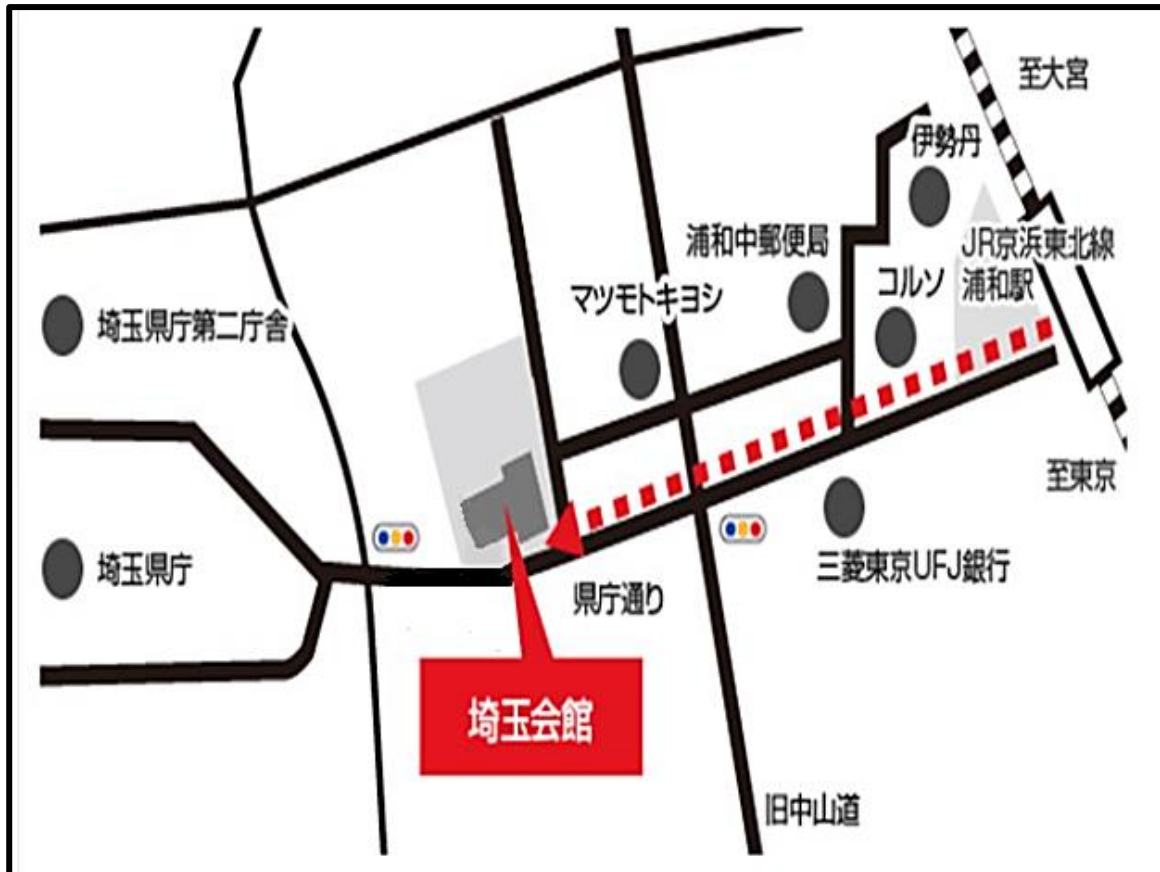 至大宮
伊勢丹
浦和中郵便局
JR京浜東北線
浦和駅
コルソ
マツモトキヨシ
埼玉県庁第二庁舎
至東京
埼玉県庁
三菱東京UFJ銀行
県庁通り
埼玉会館
旧中山道